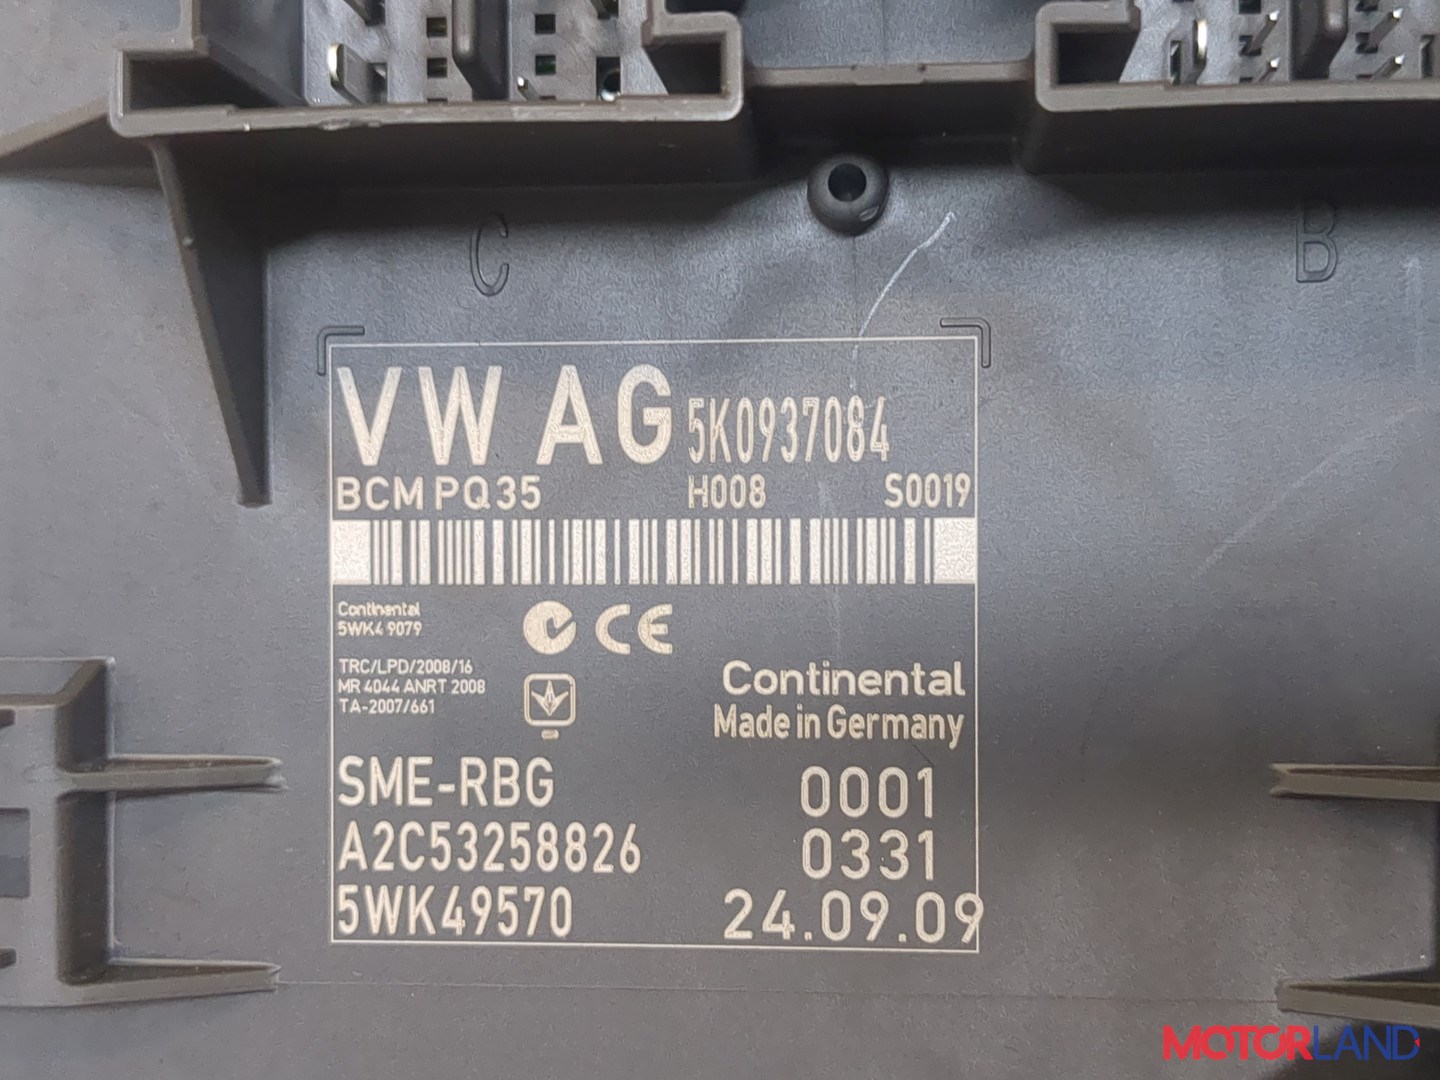 C
B
VW AG 5K0937084
BCM PQ35 H008 S0019
Continental
5WK4 9079
CE
TRC/LPD/2008/16
MR 4044 ANRT 2008
TA-2007/661
Continental
Made in Germany
SME-RBG 0001
A2C53258826 0331
5WK49570 24.09.09
MOTORLAND